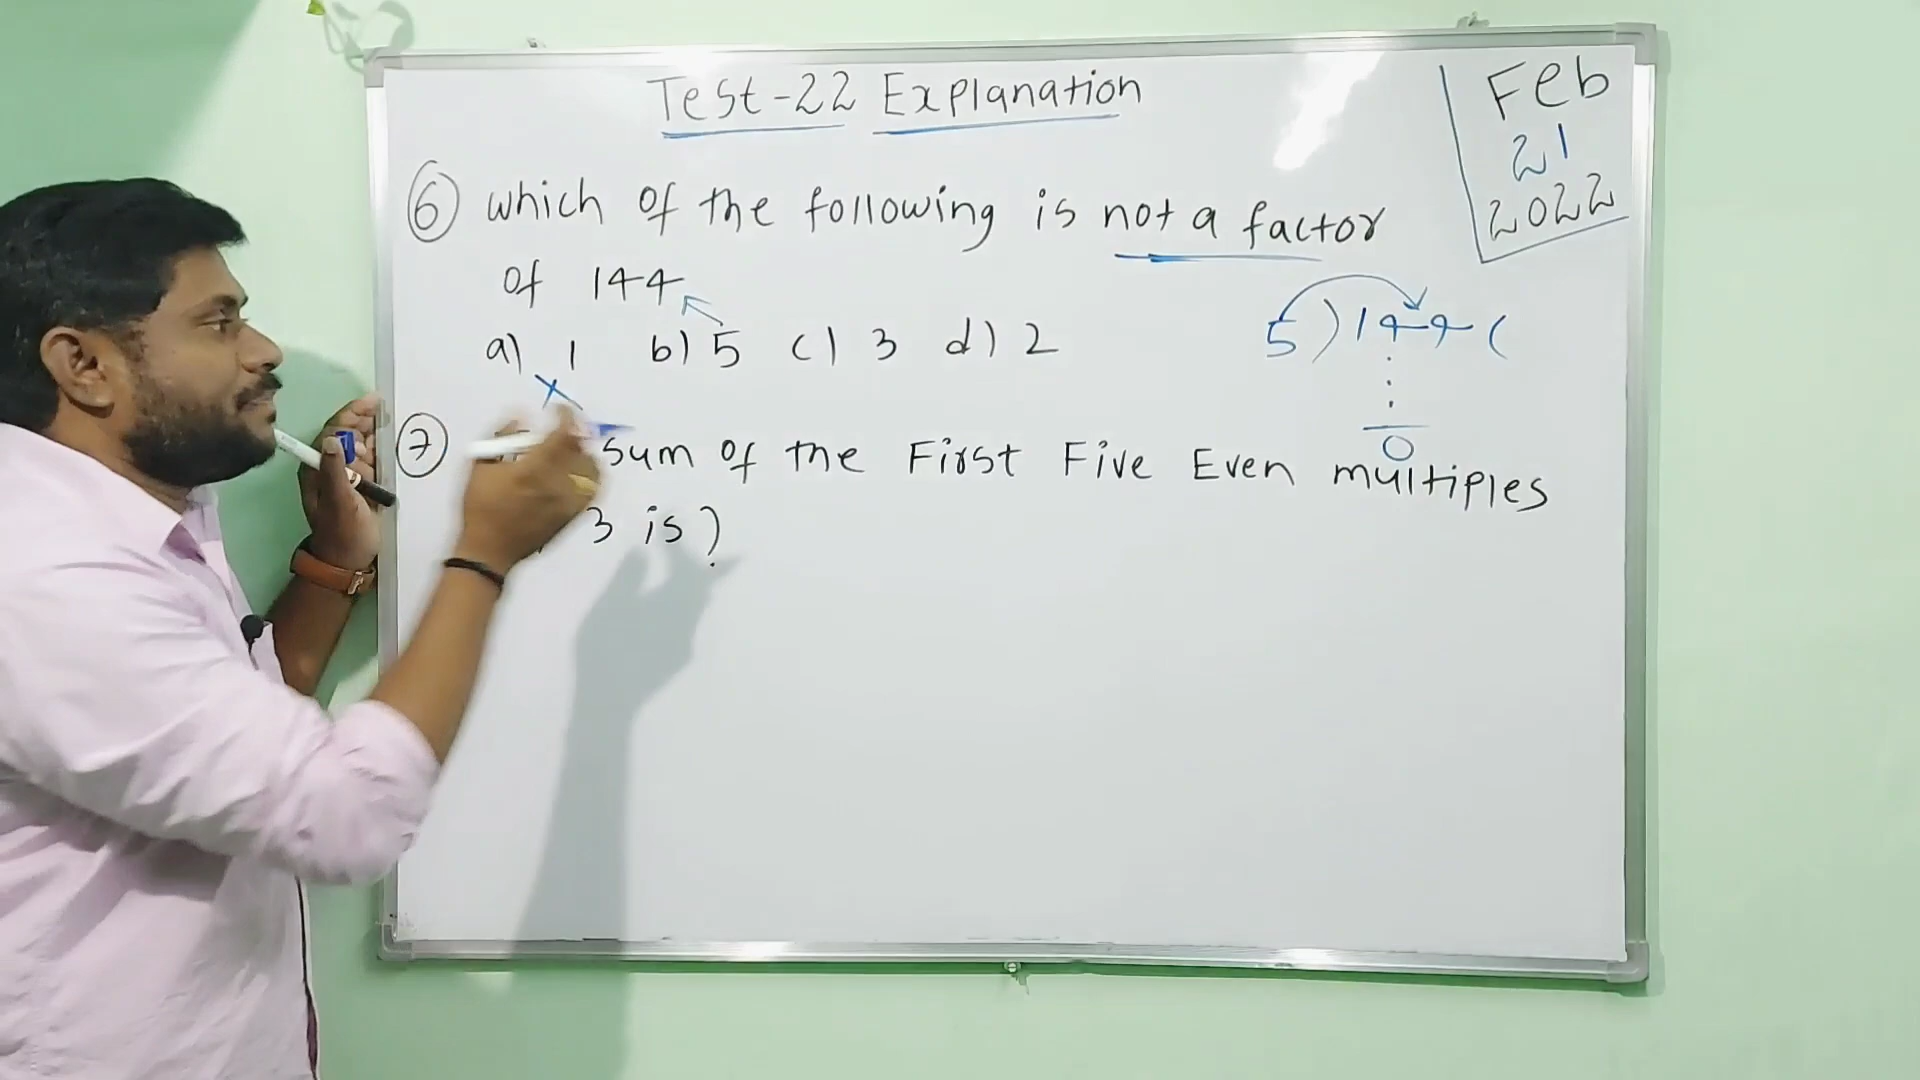 Test-22 Explanation
Feb
21
2022
⑥ which of the following is not a factor
of 144
a) 1 b) 5 c) 3 d) 2
5)144(
0
⑦ sum of the First Five Even multiples
3 is?